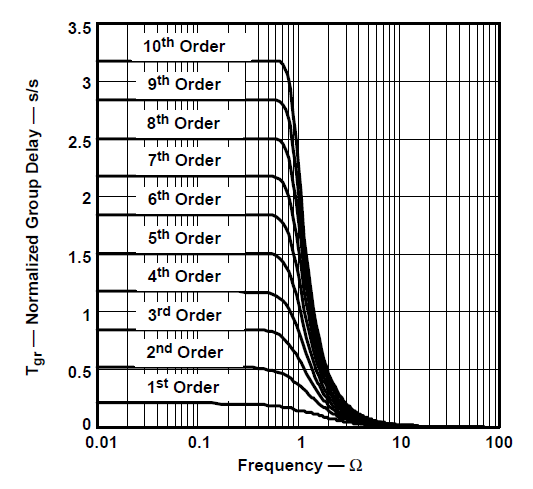 3.5
3
2.5
2
1.5
1
0.5
0
Tgr — Normalized Group Delay — s/s
10th Order
9th Order
8th Order
7th Order
6th Order
5th Order
4th Order
3rd Order
2nd Order
1st Order
0.01 0.1 1 10 100
Frequency — Ω